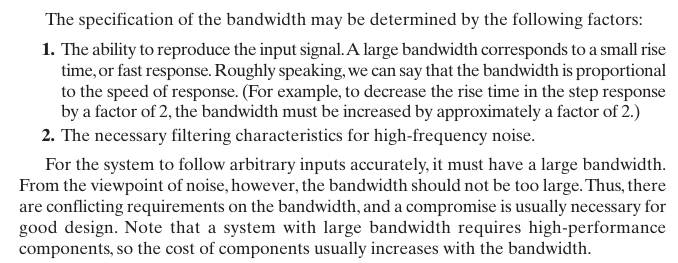 The specification of the bandwidth may be determined by the following factors:
1. The ability to reproduce the input signal. A large bandwidth corresponds to a small rise
time, or fast response. Roughly speaking, we can say that the bandwidth is proportional
to the speed of response. (For example, to decrease the rise time in the step response
by a factor of 2, the bandwidth must be increased by approximately a factor of 2.)
2. The necessary filtering characteristics for high-frequency noise.
For the system to follow arbitrary inputs accurately, it must have a large bandwidth.
From the viewpoint of noise, however, the bandwidth should not be too large. Thus, there
are conflicting requirements on the bandwidth, and a compromise is usually necessary for
good design. Note that a system with large bandwidth requires high-performance
components, so the cost of components usually increases with the bandwidth.